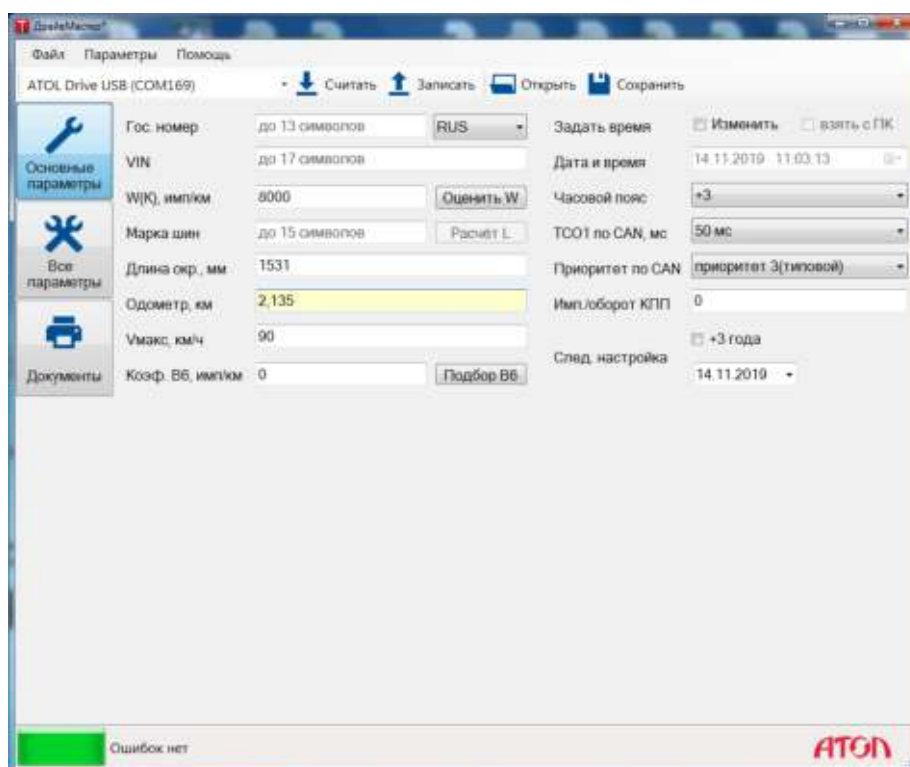 ДрайвМастер*
Файл Параметры Помощь
ATOL Drive USB (COM169) Считать Записать Открыть Сохранить
Основные параметры
Все параметры
Документы
Гос. номер до 13 символов RUS
VIN до 17 символов
W(K), имп/км 8000 Оценить W
Марка шин до 15 символов Расчёт L
Длина окр., мм 1531
Одометр, км 2,135
Vмакс, км/ч 90
Коэф. В6, имп/км 0 Подбор В6
Задать время Изменить взять с ПК
Дата и время 14.11.2019 11:03:13
Часовой пояс +3
TCO1 по CAN, мс 50 мс
Приоритет по CAN приоритет 3(типовой)
Имп./оборот КПП 0
+3 года
След. настройка 14.11.2019
Ошибок нет
АТОЛ